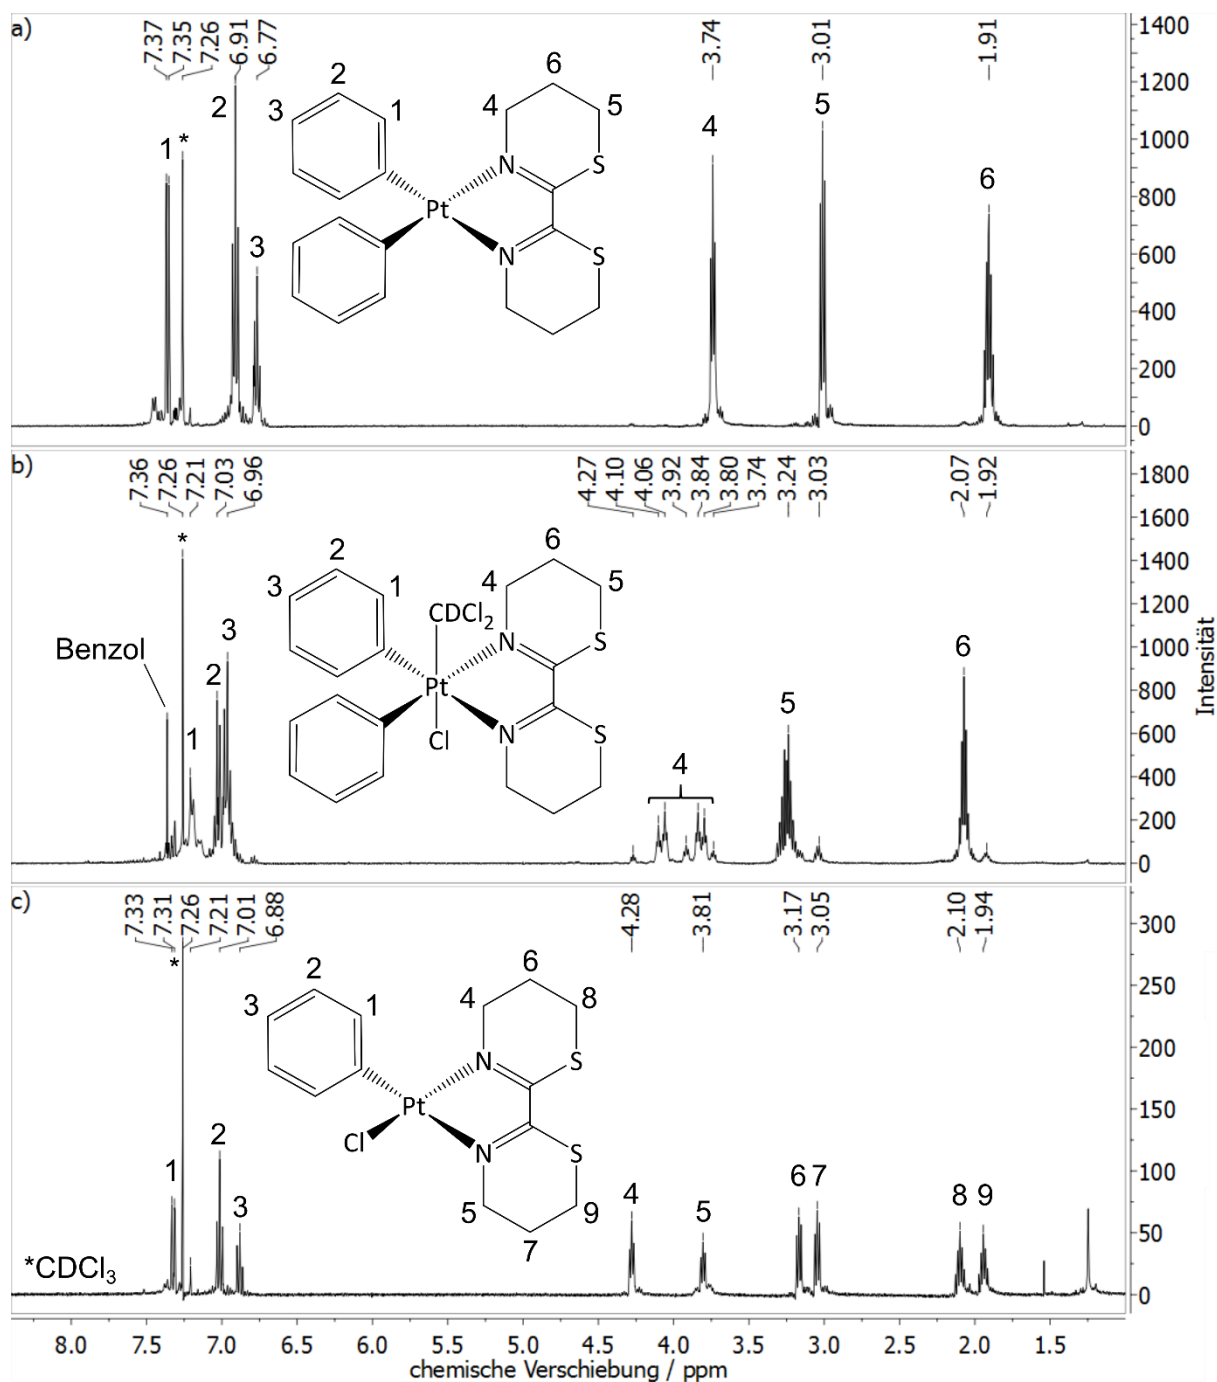 a)
7.37 7.35 7.26 6.91 6.77 3.74 3.01 1.91
1 2 * 3 4 5 6
2 3 1 6 4 5
N S
Pt
N S
1400
1200
1000
800
600
400
200
0
b)
7.36 7.26 7.21 7.03 6.96 4.27 4.10 4.06 3.92 3.84 3.80 3.74 3.24 3.03 2.07 1.92
Benzol * 1 2 3 4 5 6
2 3 1 6 4 5
CDCl2
N S
Pt
Cl
N S
1800
1600
1400
1200
1000
800
600
400
200
0
Intensität
c)
7.33 7.31 7.26 7.21 7.01 6.88 4.28 3.81 3.17 3.05 2.10 1.94
* 1 2 3 4 5 6 7 8 9
2 3 1 6 4 8
N S
Pt
Cl
N S
5 9
7
*CDCl3
300
250
200
150
100
50
0
8.0 7.5 7.0 6.5 6.0 5.5 5.0 4.5 4.0 3.5 3.0 2.5 2.0 1.5
chemische Verschiebung / ppm